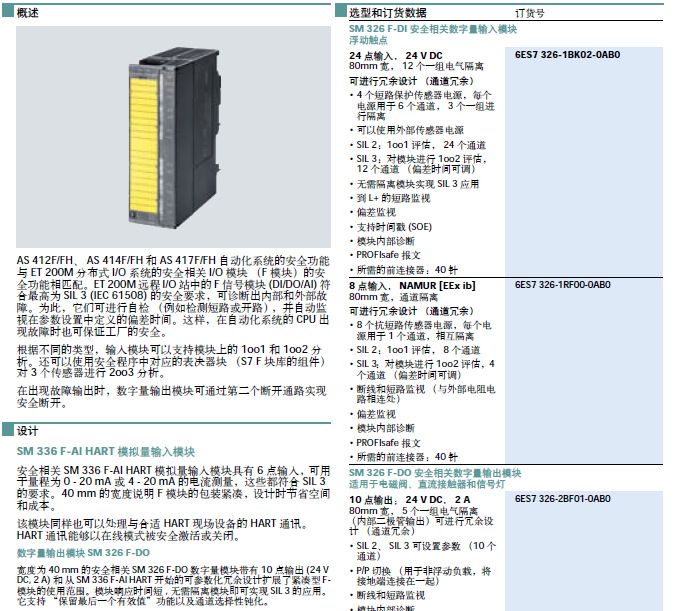 概述
AS 412F/FH、 AS 414F/FH 和 AS 417F/FH 自动化系统的安全功能
与 ET 200M 分布式 I/O 系统的安全相关 I/O 模块 （F 模块）的安
全功能相匹配。ET 200M 远程 I/O 站中的 F 信号模块 (DI/DO/AI) 符
合最高为 SIL 3 (IEC 61508) 的安全要求，可诊断出内部和外部故
障。为此，它们可进行自检 （例如检测短路或开路），并自动监
视在参数设置中定义的偏差时间。这样，在自动化系统的 CPU 出
现故障时也可保证工厂的安全。
根据不同的类型，输入模块可以支持模块上的 1oo1 和 1oo2 分
析。还可以使用安全程序中对应的表决器块 （S7 F 块库的组件）
对 3 个传感器进行 2oo3 分析。
在出现故障输出时，数字量输出模块可通过第二个断开通路实现
安全断开。
设计
SM 336 F-AI HART 模拟量输入模块
安全相关 SM 336 F-AI HART 模拟量输入模块具有 6 点输入，可用
于量程为 0 - 20 mA 或 4 - 20 mA 的电流测量，这些都符合 SIL 3
的要求。40 mm 的宽度说明 F 模块的包装紧凑，设计时节省空间
和成本。
该模块同样也可以处理与合适 HART 现场设备的 HART 通讯。
HART 通讯能够以在线模式被安全激活或关闭。
数字量输出模块 SM 326 F-DO
宽度为 40 mm 的安全相关 SM 326 F-DO 数字量模块带有 10 点输出 (24 V
DC, 2 A) 和从 SM 336 F-AI HART 开始的可参数化冗余设计扩展了紧凑型 F-
模块的使用范围。模块响应时间短，无需隔离模块即可实现 SIL 3 的应用。
它支持 “保留最后一个有效值” 功能以及通道选择性钝化。
选型和订货数据 订货号
SM 326 F-DI 安全相关数字量输入模块
浮动触点
24 点输入， 24 V DC 6ES7 326-1BK02-0AB0
80mm 宽， 12 个一组电气隔离
可进行冗余设计 （通道冗余）
• 4 个短路保护传感器电源，每个
电源用于 6 个通道， 3 个一组进
行隔离
• 可以使用外部传感器电源
• SIL 2；1oo1 评估， 24 个通道
• SIL 3；对模块进行 1oo2 评估，
12 个通道 （偏差时间可调）
• 无需隔离模块实现 SIL 3 应用
• 到 L+ 的短路监视
• 偏差监视
• 支持时间戳 (SOE)
• 模块内部诊断
• PROFIsafe 报文
• 所需的前连接器：40 针
8 点输入， NAMUR [EEx ib] 6ES7 326-1RF00-0AB0
80mm 宽，通道隔离
可进行冗余设计 （通道冗余）
• 8 个抗短路传感器电源，每个电
源用于 1 个通道，相互隔离
• SIL 2；1oo1 评估， 8 个通道
• SIL 3；对模块进行 1oo2 评估，4
个通道 （偏差时间可调）
• 断线和短路监视 （与外部电阻电
路相连处）
• 偏差监视
• 模块内部诊断
• PROFIsafe 报文
• 所需的前连接器：40 针
SM 326 F-DO 安全相关数字量输出模块
适用于电磁阀、直流接触器和信号灯
10 点输出； 24 V DC， 2 A 6ES7 326-2BF01-0AB0
80mm 宽， 5 个一组电气隔离
（内部二极管输出）可进行冗余设
计 （通道冗余）
• SIL 2、 SIL 3 可设置参数 （10 个
通道）
• P/P 切换 （用于非浮动负载，将
接地端连接在一起）
• 断线和短路监视
• 模块内部诊断